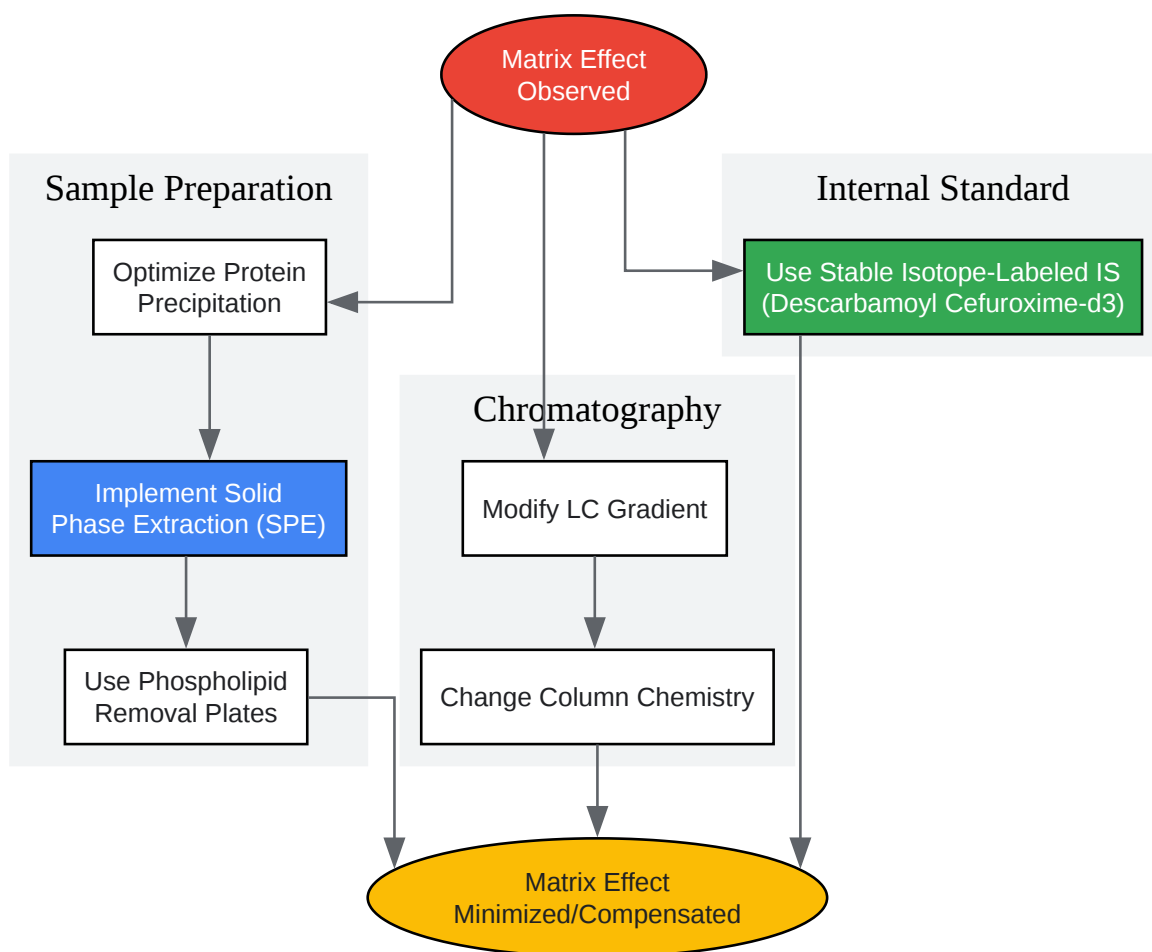 Matrix Effect
Observed
Sample Preparation
Optimize Protein
Precipitation
Implement Solid
Phase Extraction (SPE)
Use Phospholipid
Removal Plates
Chromatography
Modify LC Gradient
Change Column Chemistry
Internal Standard
Use Stable Isotope-Labeled IS
(Descarbamoyl Cefuroxime-d3)
Matrix Effect
Minimized/Compensated